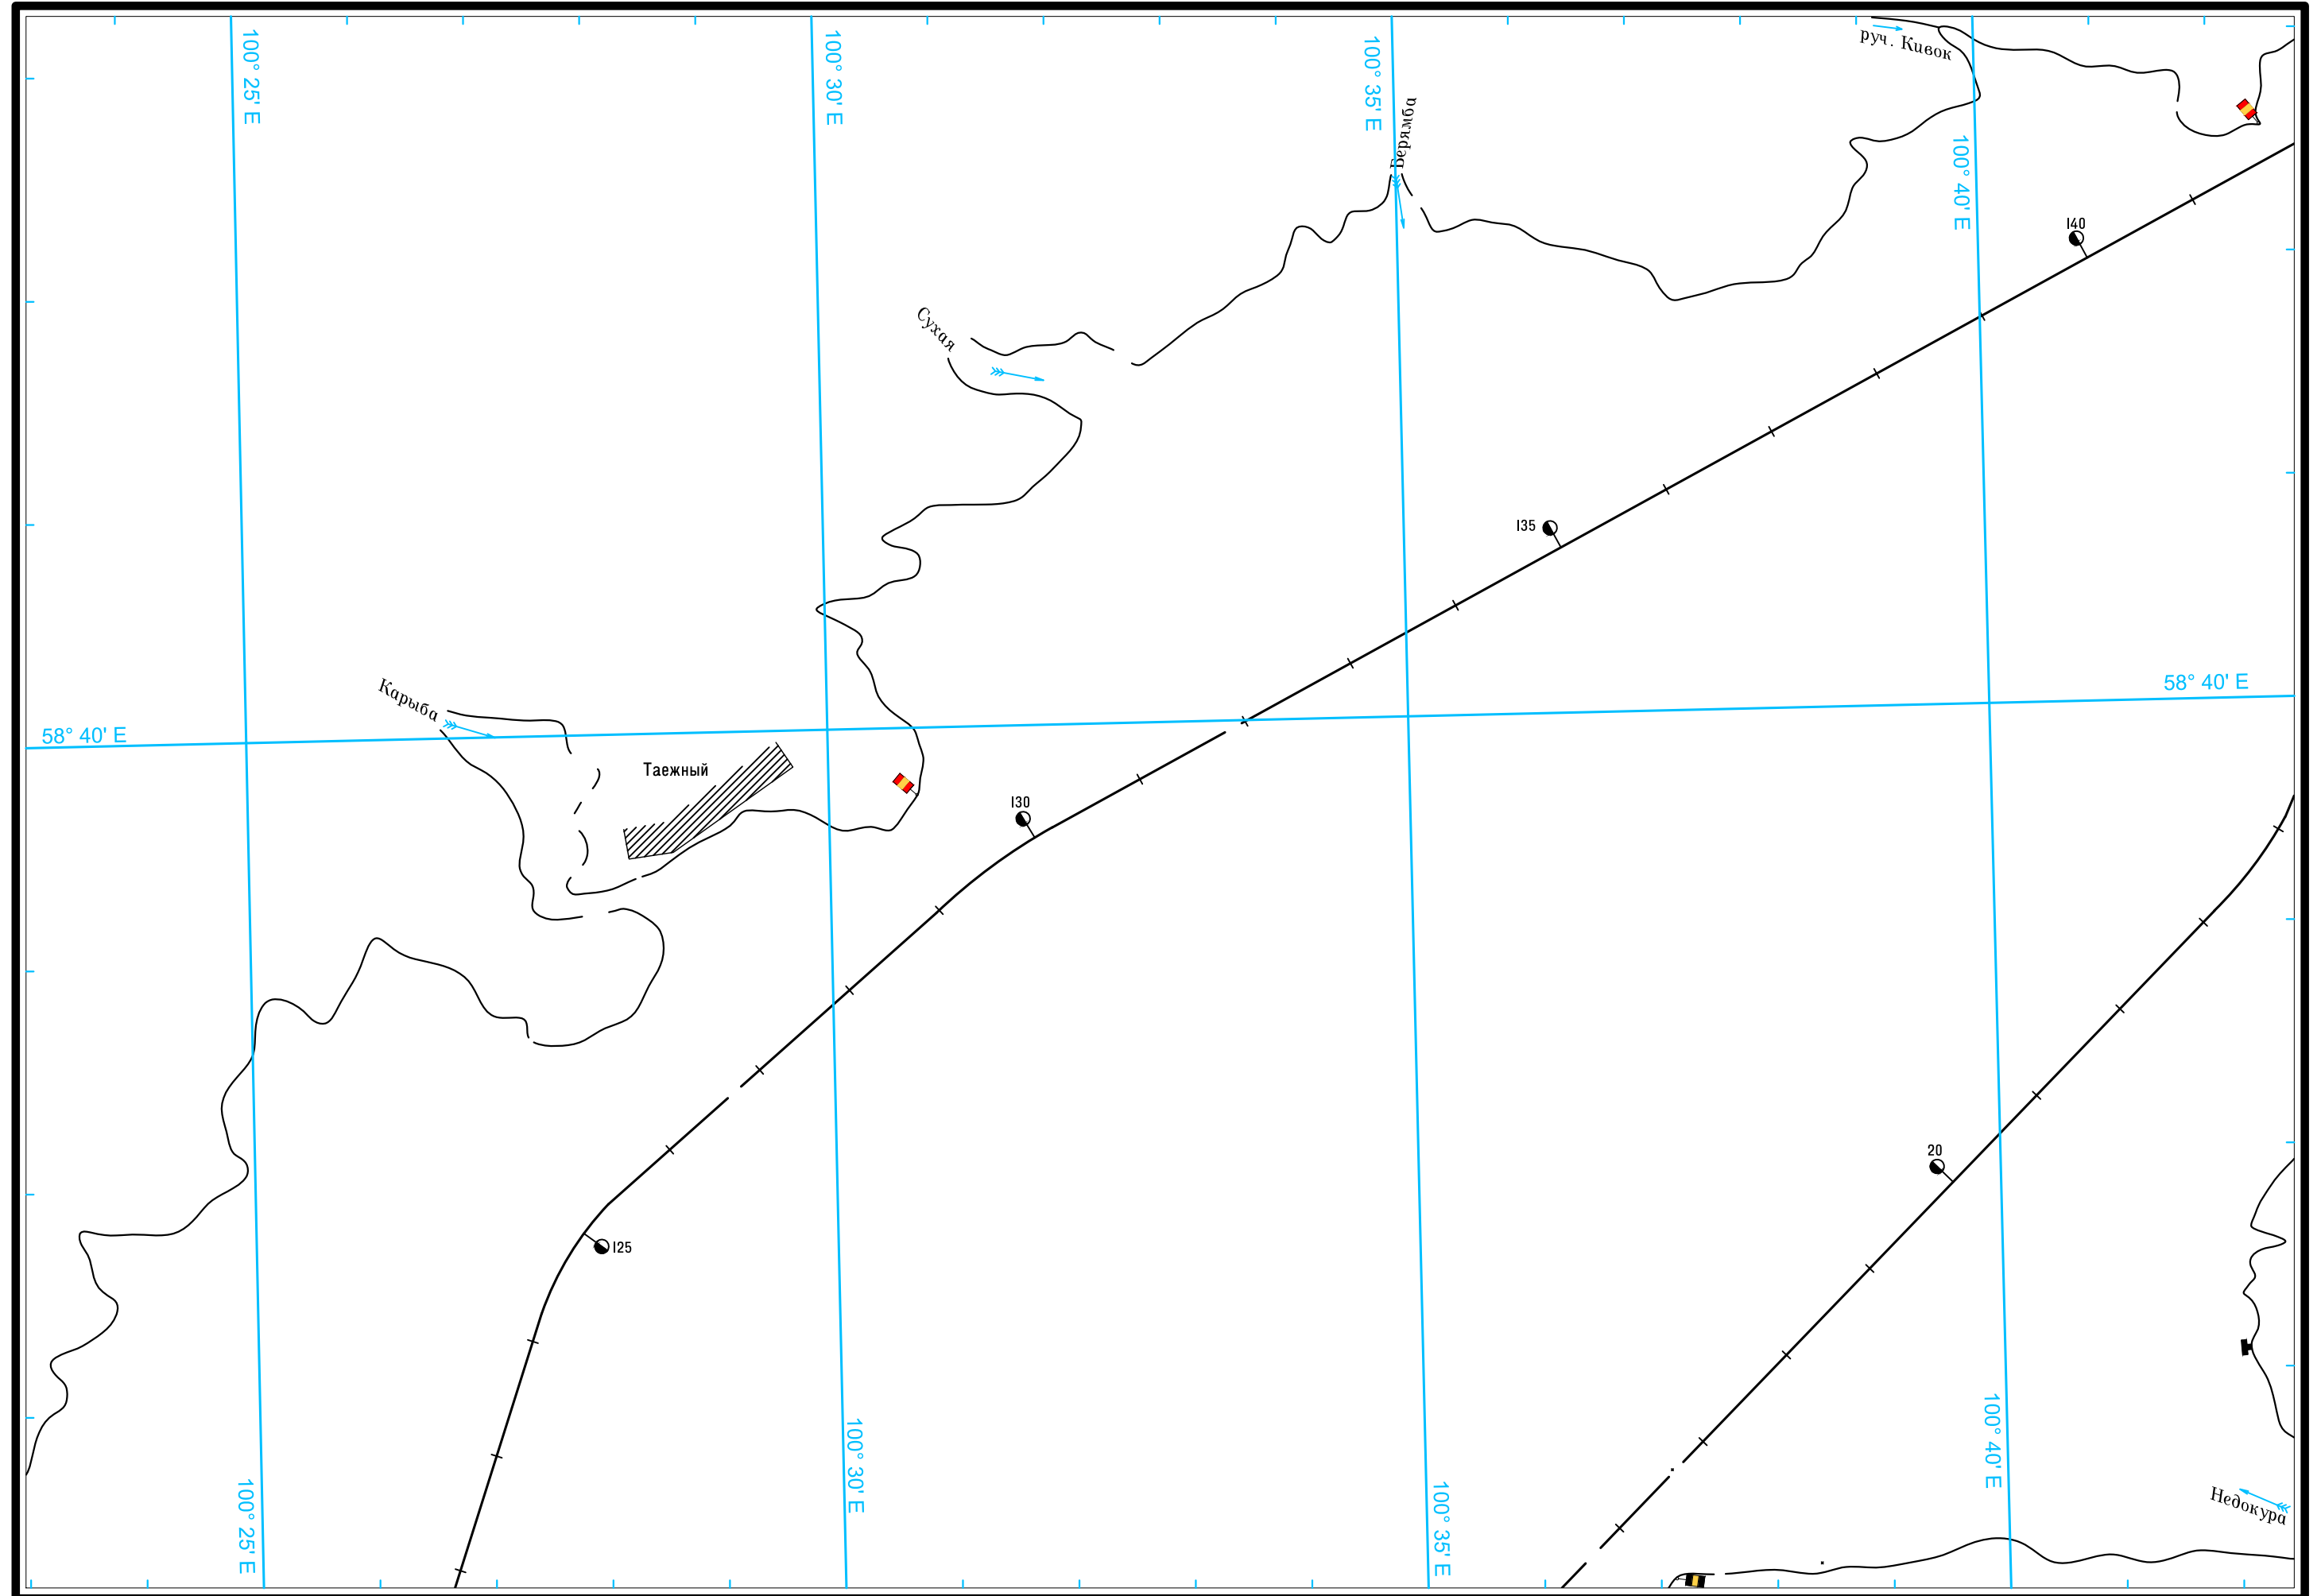 100° 25' E
100° 30' E
100° 35' E
руч. Кивок
Берямба
100° 40' E
140
Сухая
135
Карыба
58° 40' E
58° 40' E
Таежный
130
20
125
100° 25' E
100° 30' E
100° 35' E
100° 40' E
Недокура